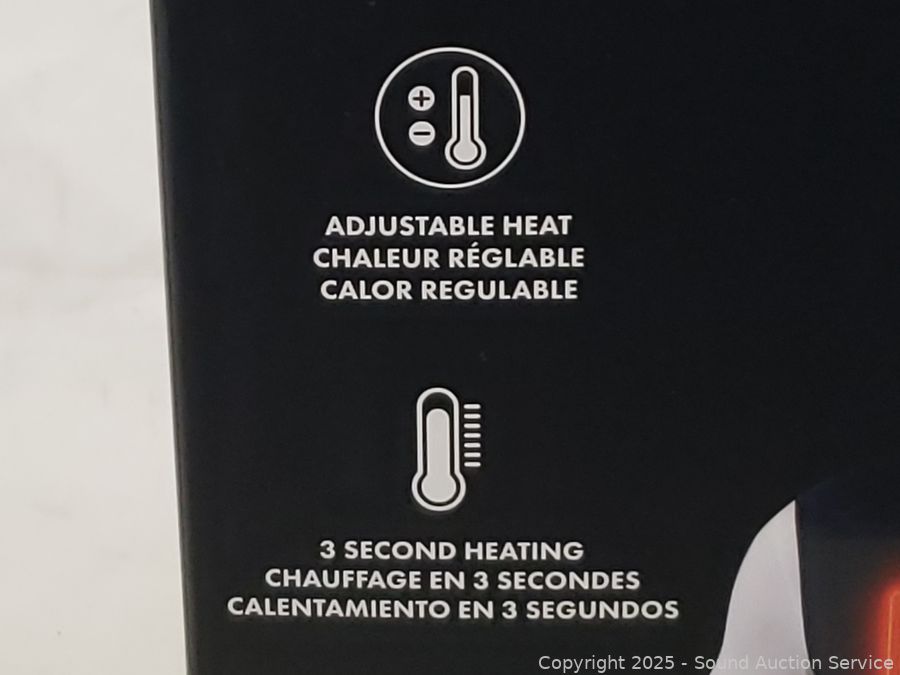 ADJUSTABLE HEAT
CHALEUR RÉGLABLE
CALOR REGULABLE
3 SECOND HEATING
CHAUFFAGE EN 3 SECONDES
CALENTAMIENTO EN 3 SEGUNDOS
Copyright 2025 - Sound Auction Service